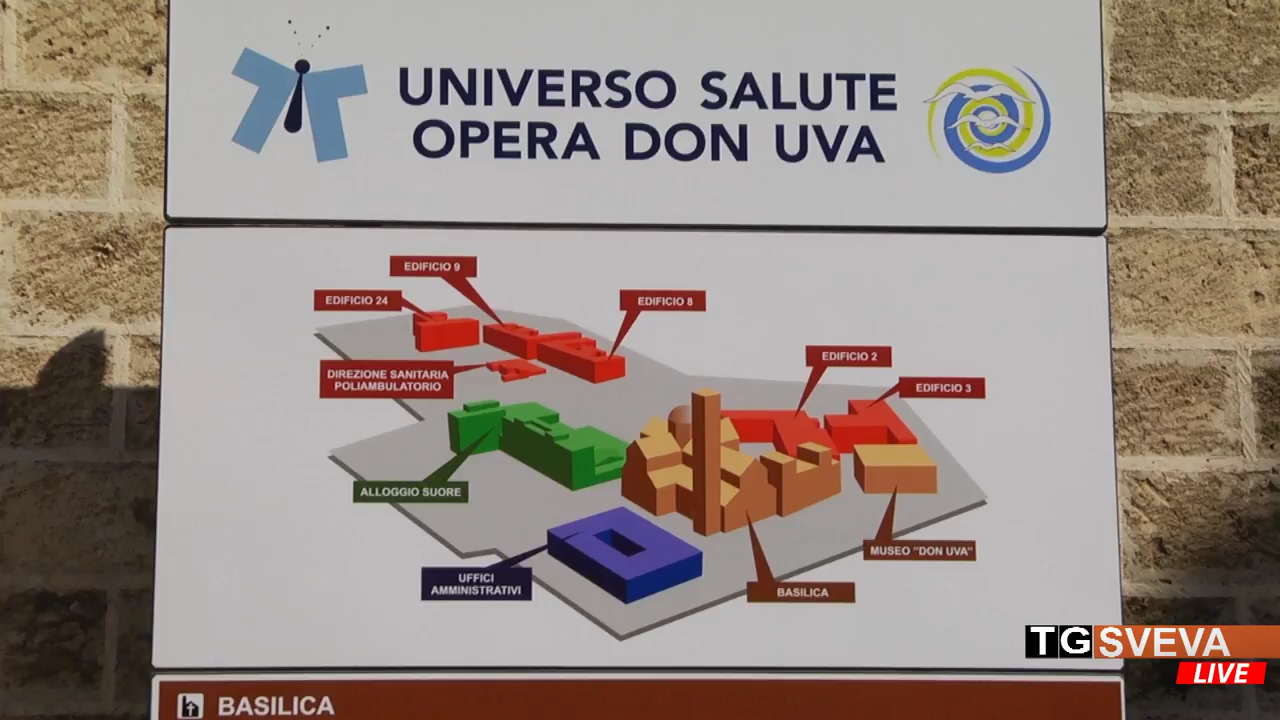 UNIVERSO SALUTE
OPERA DON UVA
EDIFICIO 9
EDIFICIO 24
EDIFICIO 8
EDIFICIO 2
DIREZIONE SANITARIA
POLIAMBULATORIO
EDIFICIO 3
ALLOGGIO SUORE
MUSEO "DON UVA"
UFFICI
AMMINISTRATIVI
BASILICA
TGSVEVA
LIVE
BASILICA